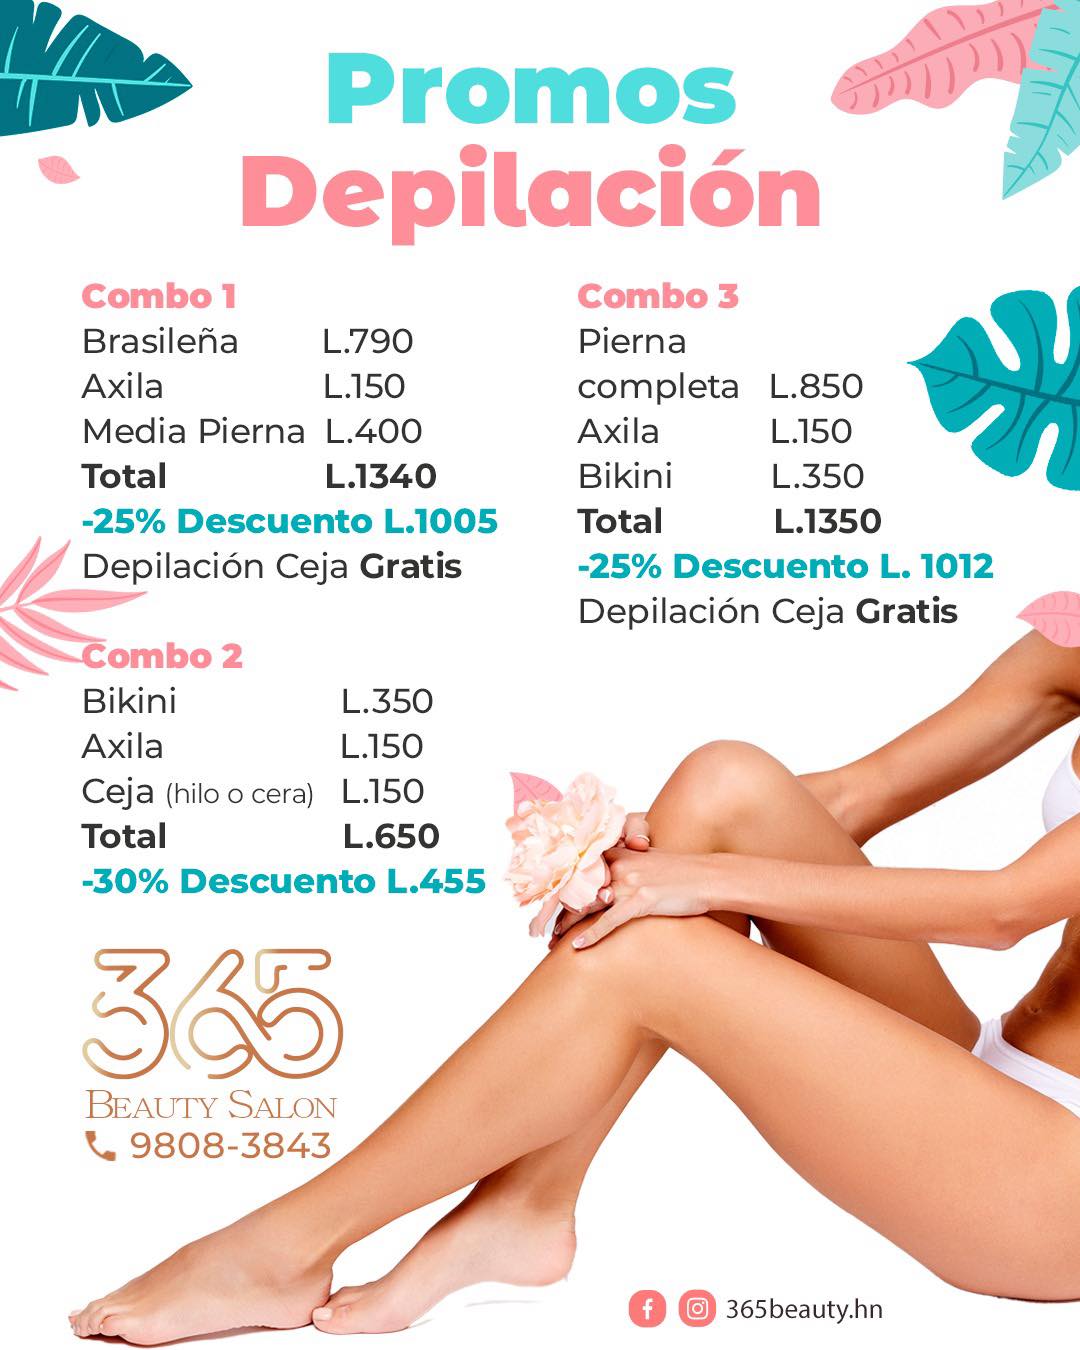 Promos
Depilación
Combo 1
Brasileña L.790
Axila L.150
Media Pierna L.400
Total L.1340
-25% Descuento L.1005
Depilación Ceja Gratis
Combo 2
Bikini L.350
Axila L.150
Ceja (hilo o cera) L.150
Total L.650
-30% Descuento L.455
Combo 3
Pierna
completa L.850
Axila L.150
Bikini L.350
Total L.1350
-25% Descuento L. 1012
Depilación Ceja Gratis
365
BEAUTY SALON
9808-3843
365beauty.hn